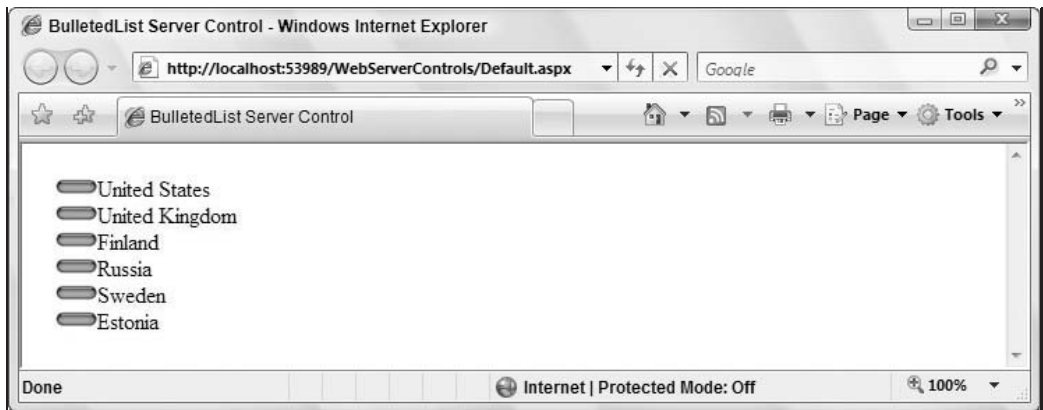 BulletedList Server Control - Windows Internet Explorer
http://localhost:53989/WebServerControls/Default.aspx
Google
BulletedList Server Control
Page
Tools
United States
United Kingdom
Finland
Russia
Sweden
Estonia
Done
Internet | Protected Mode: Off
100%